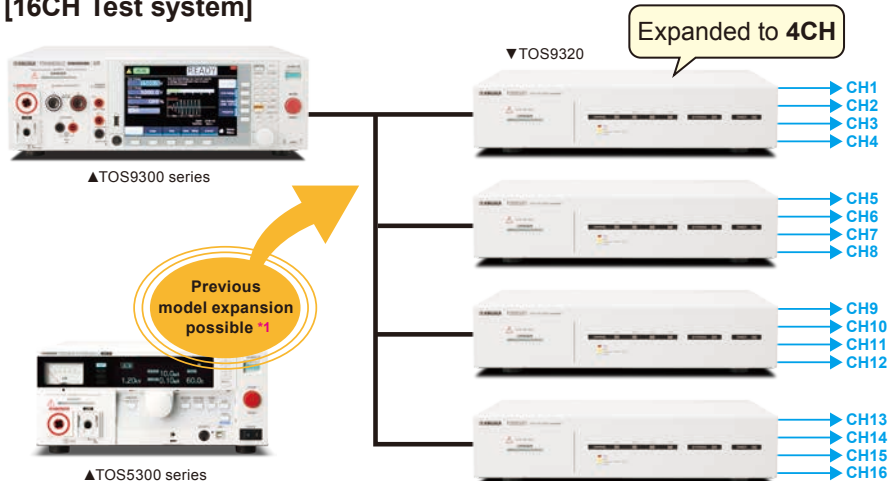 [16CH Test system]
Expanded to 4CH
▼TOS9320
READY
▲TOS9300 series
CH1
CH2
CH3
CH4
CH5
CH6
CH7
CH8
Previous
model expansion
possible *1
CH9
CH10
CH11
CH12
▲TOS5300 series
CH13
CH14
CH15
CH16